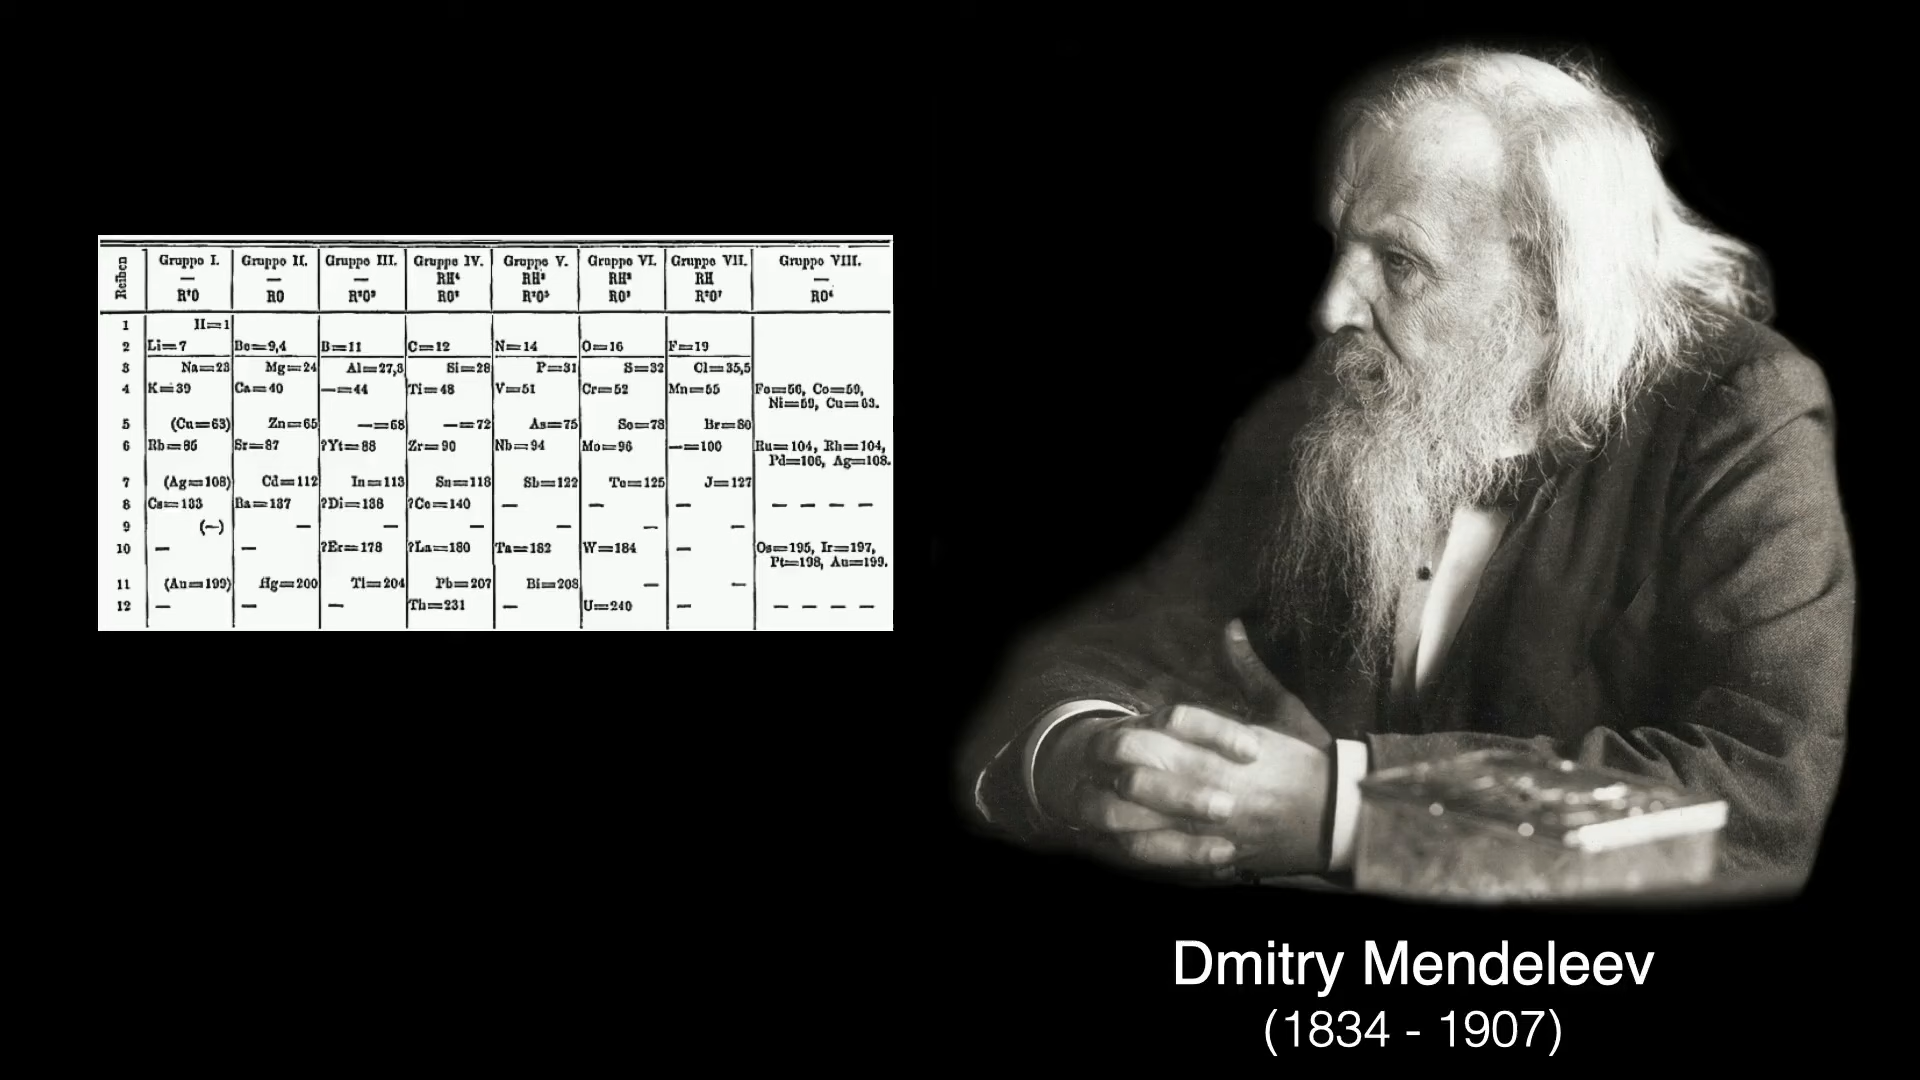 Reihen
Gruppo I. Gruppo II. Gruppo III. Gruppo IV. Gruppo V. Gruppo VI. Gruppo VII. Gruppo VIII.
— — — RH⁴ RH³ RH² RH —
R²O RO R²O³ RO² R²O⁵ RO³ R²O⁷ RO⁴
1 H=1
2 Li=7 Be=9,4 B=11 C=12 N=14 O=16 F=19
3 Na=23 Mg=24 Al=27,3 Si=28 P=31 S=32 Cl=35,5
4 K=39 Ca=40 —=44 Ti=48 V=51 Cr=52 Mn=55 Fe=56, Co=59,
Ni=59, Cu=63.
5 (Cu=63) Zn=65 —=68 —=72 As=75 Se=78 Br=80
6 Rb=85 Sr=87 ?Yt=88 Zr=90 Nb=94 Mo=96 —=100 Ru=104, Rh=104,
Pd=106, Ag=108.
7 (Ag=108) Cd=112 In=113 Sn=118 Sb=122 Te=125 J=127
8 Cs=133 Ba=137 ?Di=138 ?Ce=140 — — — — — — —
9 (—) — — — — — —
10 — — ?Er=178 ?La=180 Ta=182 W=184 — Os=195, Ir=197,
Pt=198, Au=199.
11 (Au=199) Hg=200 Tl=204 Pb=207 Bi=208 — —
12 — — — Th=231 — U=240 — — — — —
Dmitry Mendeleev
(1834 - 1907)